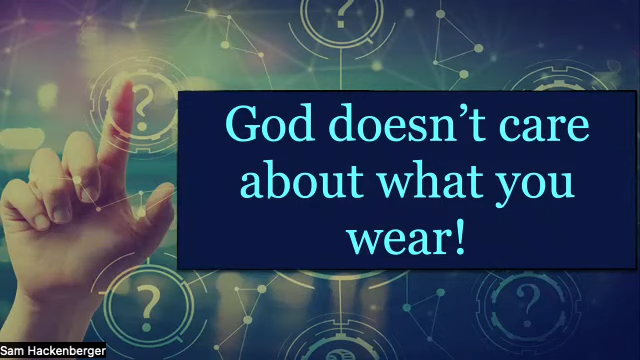 God doesn’t care
about what you
wear!
?
?
?
?
Sam Hackenberger